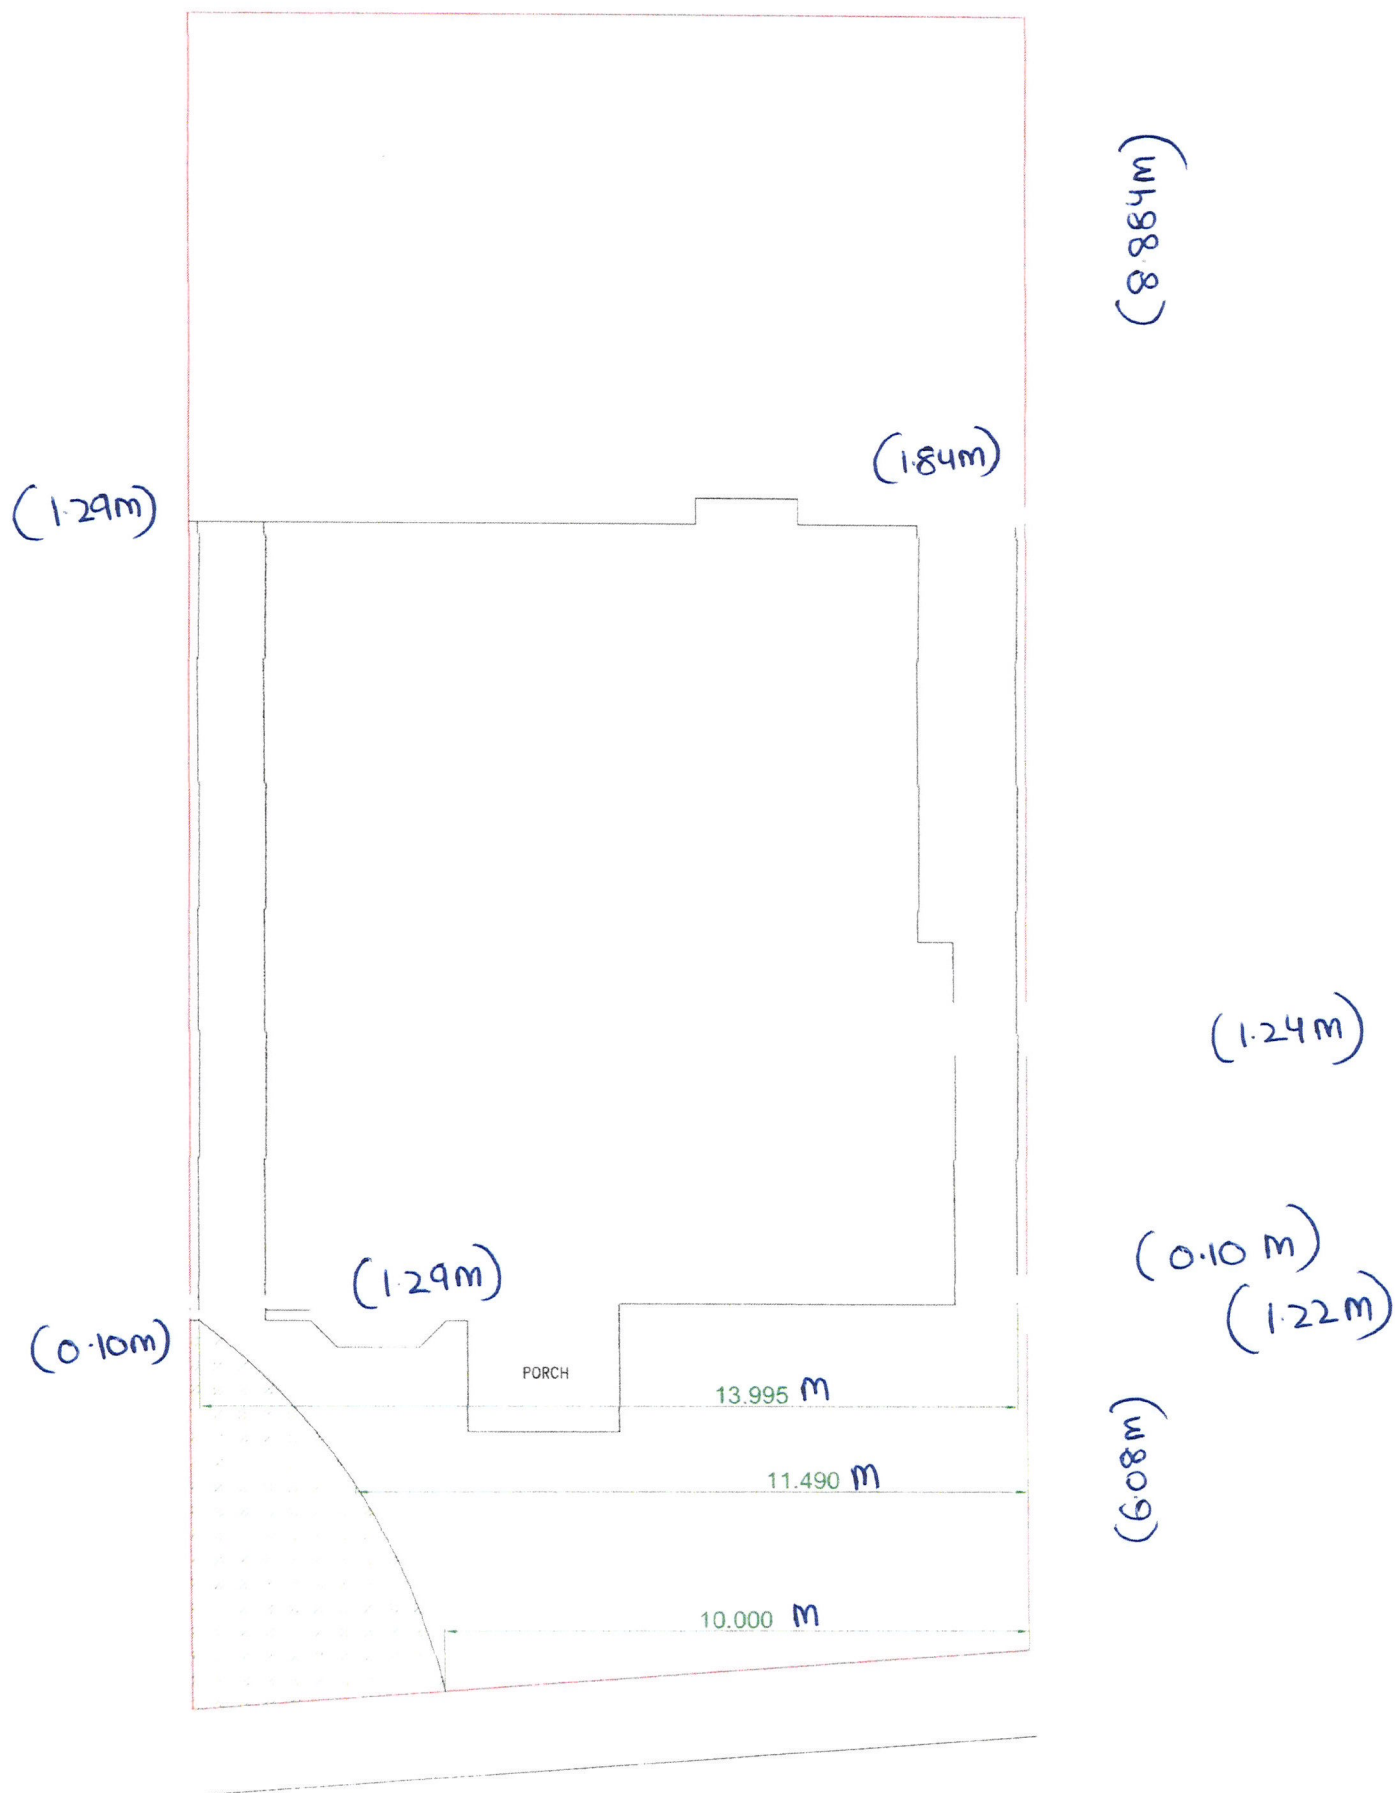 (8.884m)
(1.84m)
(1.29m)
(1.24m)
(0.10 m)
(1.29m)
(1.22m)
(0.10m)
PORCH
13.995 m
(6.08m)
11.490 m
10.000 m